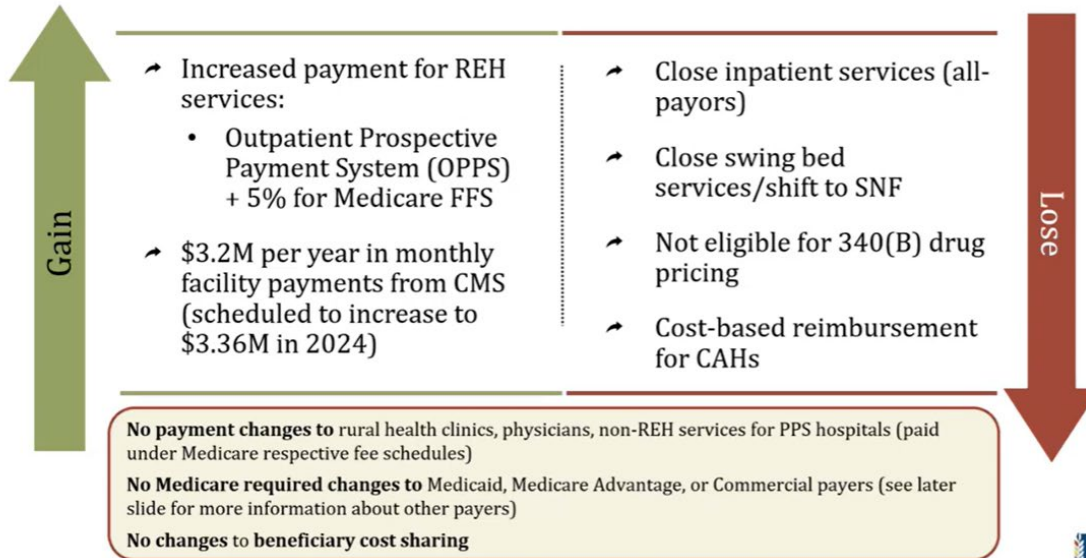 Gain
➔ Increased payment for REH
services:
• Outpatient Prospective
Payment System (OPPS)
+ 5% for Medicare FFS
➔ $3.2M per year in monthly
facility payments from CMS
(scheduled to increase to
$3.36M in 2024)
➔ Close inpatient services (all-
payors)
➔ Close swing bed
services/shift to SNF
➔ Not eligible for 340(B) drug
pricing
➔ Cost-based reimbursement
for CAHs
Lose
No payment changes to rural health clinics, physicians, non-REH services for PPS hospitals (paid
under Medicare respective fee schedules)
No Medicare required changes to Medicaid, Medicare Advantage, or Commercial payers (see later
slide for more information about other payers)
No changes to beneficiary cost sharing